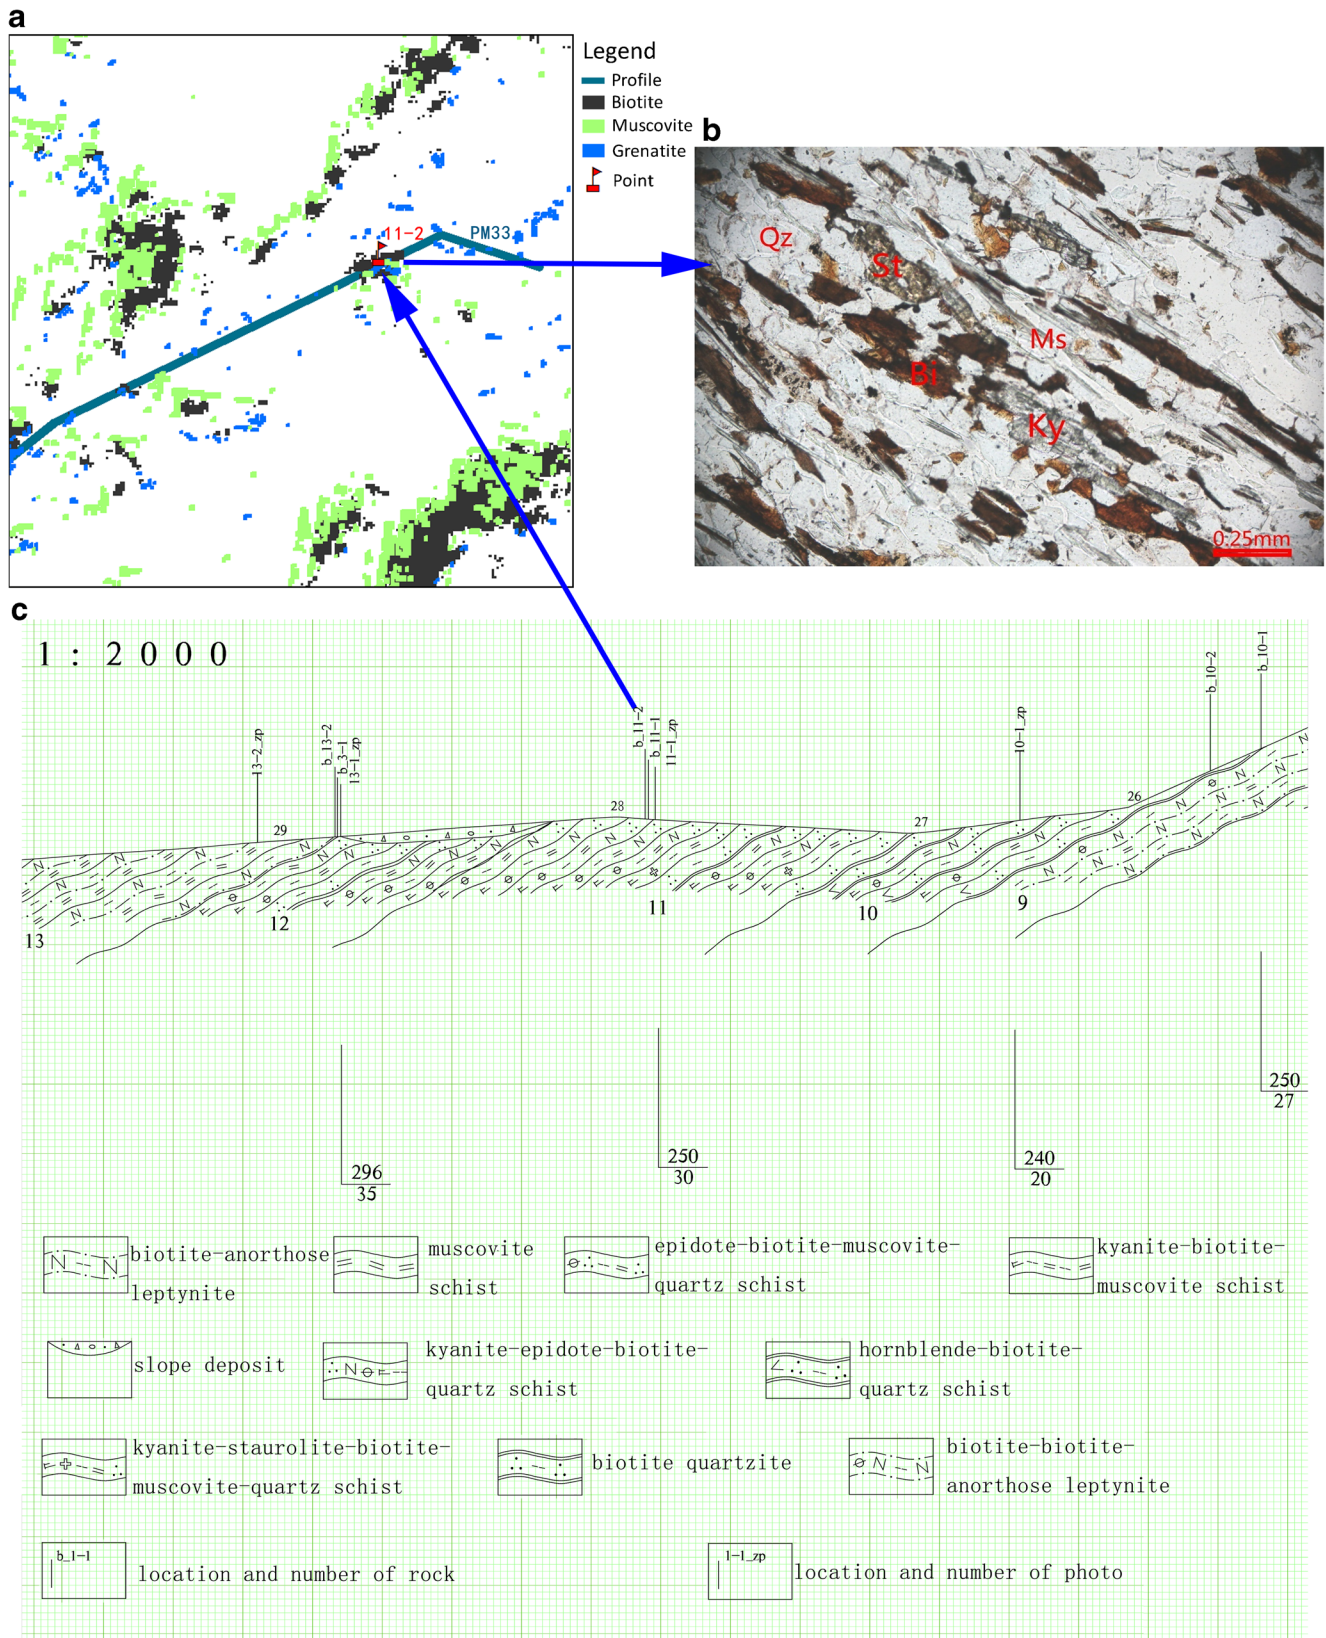 a
Legend
Profile
Biotite
Muscovite
Grenatite
Point
11-2
PM33
b
Qz
St
Ms
Bi
Ky
0.25mm
c
1 : 2 0 0 0
13-2_zp
b_13-2
b_3-1
13-1_zp
b_11-2
b_11-1
11-1_zp
10-1_zp
b_10-2
b_10-1
29
28
27
26
13
12
11
10
9
296
35
250
30
240
20
250
27
biotite-anorthose
leptynite
muscovite
schist
epidote-biotite-muscovite-
quartz schist
kyanite-biotite-
muscovite schist
slope deposit
kyanite-epidote-biotite-
quartz schist
hornblende-biotite-
quartz schist
kyanite-staurolite-biotite-
muscovite-quartz schist
biotite quartzite
biotite-biotite-
anorthose leptynite
b_1-1
location and number of rock
1-1_zp
location and number of photo